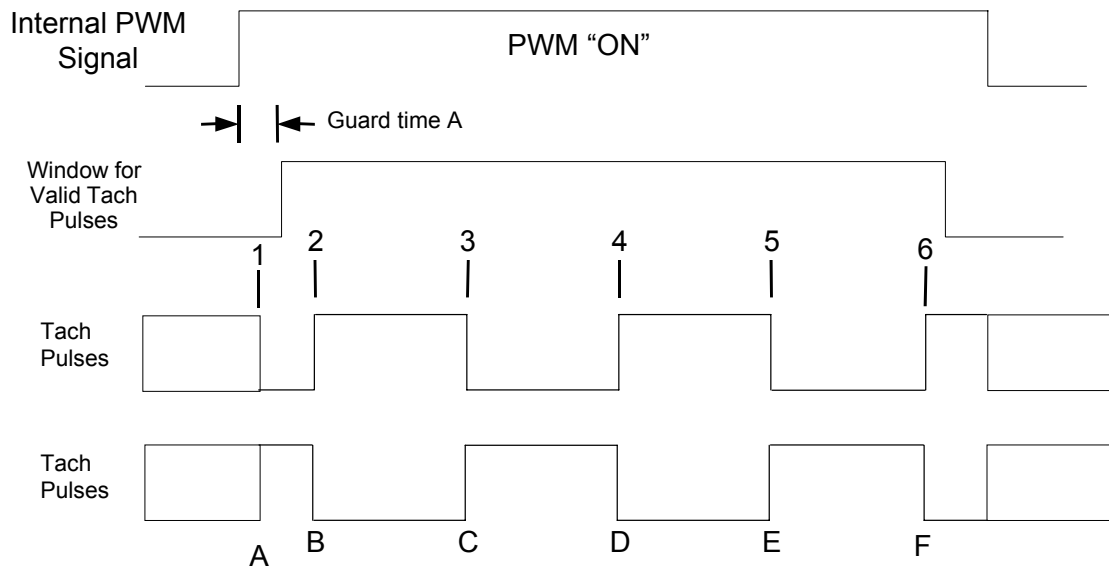 Internal PWM
Signal
PWM “ON”
Guard time A
Window for
Valid Tach
Pulses
1
2
3
4
5
6
Tach
Pulses
Tach
Pulses
A
B
C
D
E
F